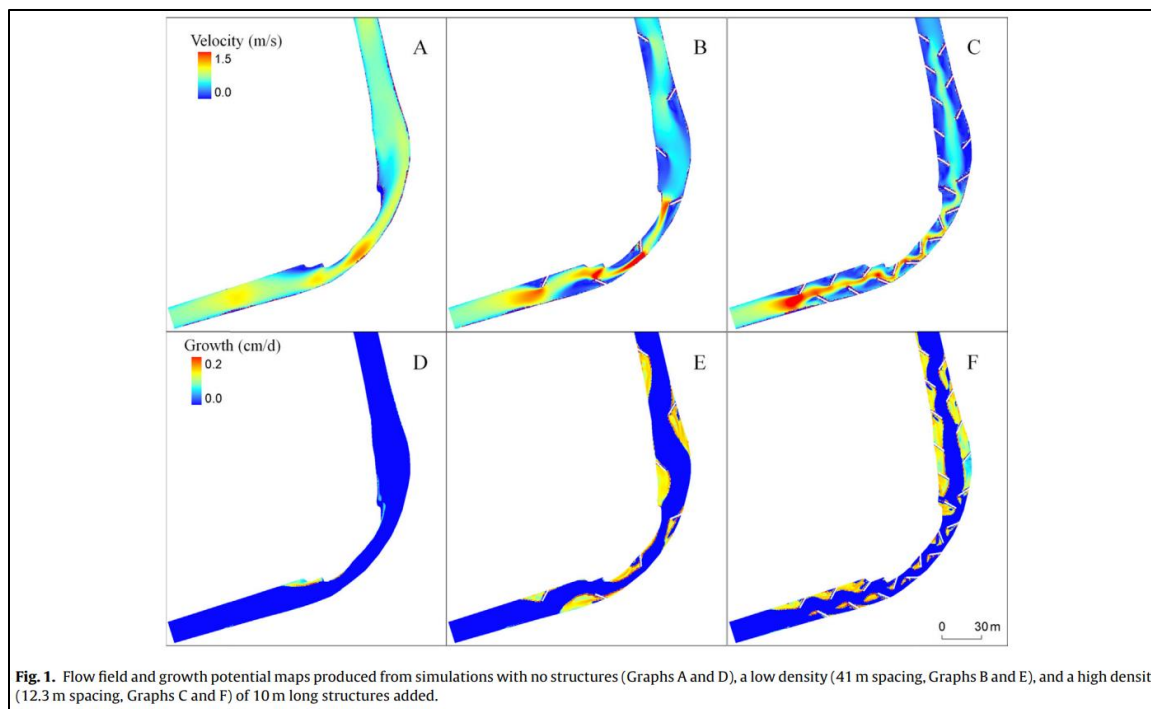 Velocity (m/s)
1.5
0.0
A
B
C
Growth (cm/d)
0.2
0.0
D
E
F
0 30 m
Fig. 1. Flow field and growth potential maps produced from simulations with no structures (Graphs A and D), a low density (41 m spacing, Graphs B and E), and a high densit
(12.3 m spacing, Graphs C and F) of 10 m long structures added.